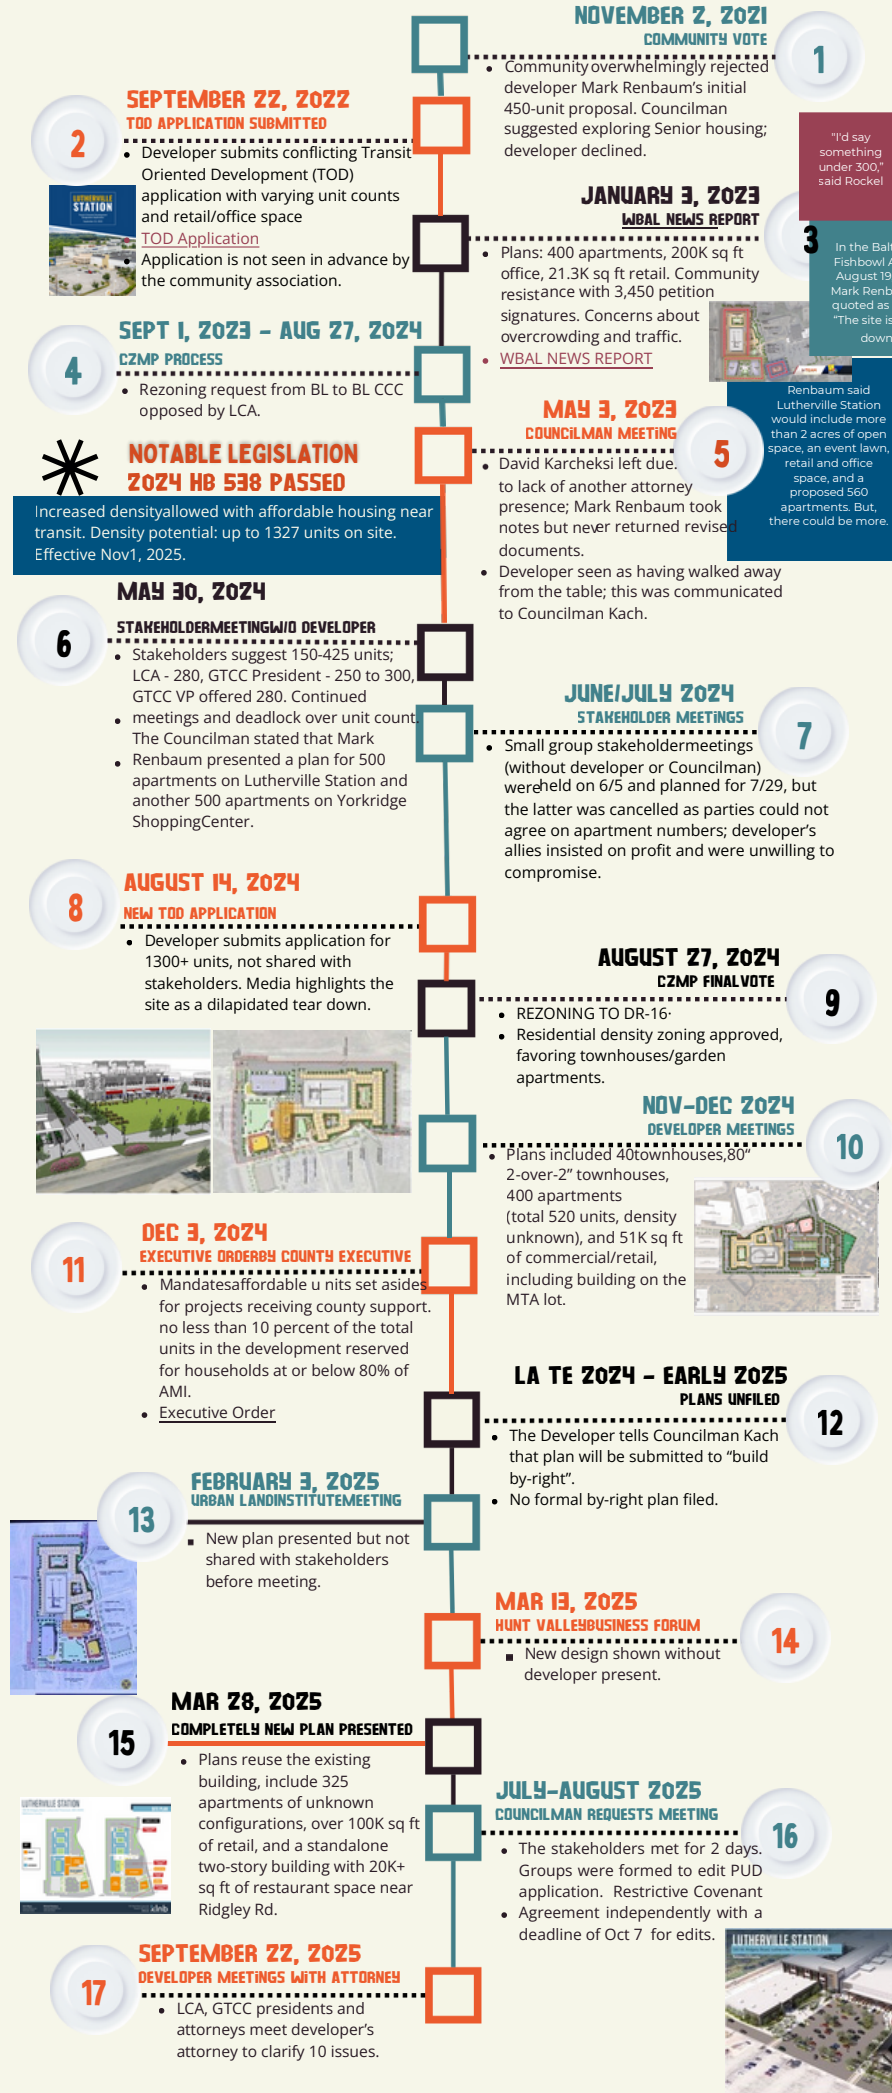 NOVEMBER 2, 2021
COMMUNITY VOTE
1
Community overwhelmingly rejected
developer Mark Renbaum's initial
450-unit proposal. Councilman
suggested exploring Senior housing;
developer declined.
SEPTEMBER 22, 2022
TOD APPLICATION SUBMITTED
2
Developer submits conflicting Transit
Oriented Development (TOD)
application with varying unit counts
and retail/office space
TOD Application
Application is not seen in advance by
the community association.
LUTHERVILLE
STATION
"I'd say
something
under 300,"
said Rockel
JANUARY 3, 2023
WBAL NEWS REPORT
3
Plans: 400 apartments, 200K sq ft
office, 21.3K sq ft retail. Community
resistance with 3,450 petition
signatures. Concerns about
overcrowding and traffic.
WBAL NEWS REPORT
In the Balt
Fishbowl A
August 19
Mark Renb
quoted as
"The site is
down
SEPT 1, 2023 - AUG 27, 2024
CZMP PROCESS
4
Rezoning request from BL to BL CCC
opposed by LCA.
MAY 3, 2023
COUNCILMAN MEETING
5
David Karcheksi left due.
to lack of another attorney
presence; Mark Renbaum took
notes but never returned revised
documents.
Developer seen as having walked away
from the table; this was communicated
to Councilman Kach.
Renbaum said
Lutherville Station
would include more
than 2 acres of open
space, an event lawn,
retail and office
space, and a
proposed 560
apartments. But,
there could be more.
NOTABLE LEGISLATION
2024 HB 538 PASSED
Increased densityallowed with affordable housing near
transit. Density potential: up to 1327 units on site.
Effective Nov1, 2025.
MAY 30, 2024
STAKEHOLDERMEETINGW/O DEVELOPER
6
Stakeholders suggest 150-425 units;
LCA - 280, GTCC President - 250 to 300,
GTCC VP offered 280. Continued
meetings and deadlock over unit count.
The Councilman stated that Mark
Renbaum presented a plan for 500
apartments on Lutherville Station and
another 500 apartments on Yorkridge
ShoppingCenter.
JUNE/JULY 2024
STAKEHOLDER MEETINGS
7
Small group stakeholdermeetings
(without developer or Councilman)
wereheld on 6/5 and planned for 7/29, but
the latter was cancelled as parties could not
agree on apartment numbers; developer's
allies insisted on profit and were unwilling to
compromise.
AUGUST 14, 2024
NEW TOD APPLICATION
8
Developer submits application for
1300+ units, not shared with
stakeholders. Media highlights the
site as a dilapidated tear down.
AUGUST 27, 2024
CZMP FINALVOTE
9
REZONING TO DR-16·
Residential density zoning approved,
favoring townhouses/garden
apartments.
NOV-DEC 2024
DEVELOPER MEETINGS
10
Plans included 40townhouses,80"
2-over-2" townhouses,
400 apartments
(total 520 units, density
unknown), and 51K sq ft
of commercial/retail,
including building on the
MTA lot.
DEC 3, 2024
EXECUTIVE ORDERBY COUNTY EXECUTIVE
11
Mandatesaffordable u nits set asides
for projects receiving county support.
no less than 10 percent of the total
units in the development reserved
for households at or below 80% of
AMI.
Executive Order
LA TE 2024 - EARLY 2025
PLANS UNFILED
12
The Developer tells Councilman Kach
that plan will be submitted to "build
by-right".
No formal by-right plan filed.
FEBRUARY 3, 2025
URBAN LANDINSTITUTEMEETING
13
New plan presented but not
shared with stakeholders
before meeting.
MAR 13, 2025
HUNT VALLEYBUSINESS FORUM
14
New design shown without
developer present.
MAR 28, 2025
COMPLETELY NEW PLAN PRESENTED
15
Plans reuse the existing
building, include 325
apartments of unknown
configurations, over 100K sq ft
of retail, and a standalone
two-story building with 20K+
sq ft of restaurant space near
Ridgley Rd.
LUTHERVILLE STATION
klnb
JULY-AUGUST 2025
COUNCILMAN REQUESTS MEETING
16
The stakeholders met for 2 days.
Groups were formed to edit PUD
application. Restrictive Covenant
Agreement independently with a
deadline of Oct 7 for edits.
LUTHERVILLE STATION
SEPTEMBER 22, 2025
DEVELOPER MEETINGS WITH ATTORNEY
17
LCA, GTCC presidents and
attorneys meet developer's
attorney to clarify 10 issues.